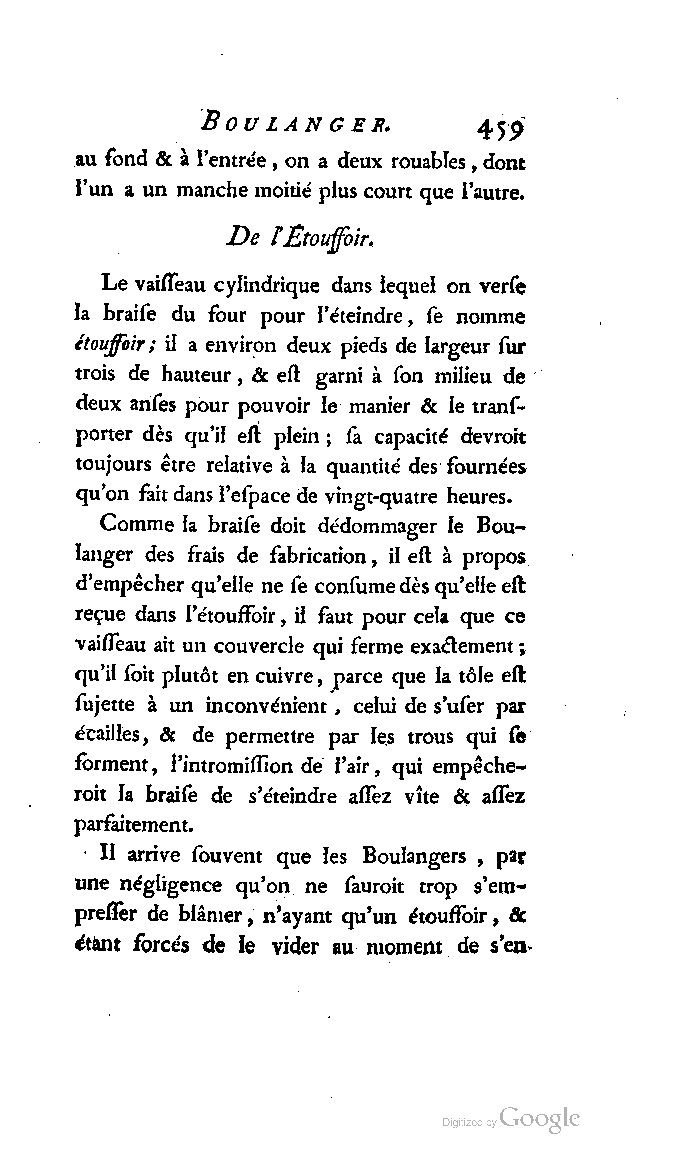 BOULANGER. 459
au fond & à l'entrée, on a deux rouables, dont
l'un a un manche moitié plus court que l'autre.
De l'Étouffoir.
Le vaiſſeau cylindrique dans lequel on verſe
la braiſe du four pour l'éteindre, ſe nomme
étouffoir; il a environ deux pieds de largeur ſur
trois de hauteur, & eſt garni à ſon milieu de
deux anſes pour pouvoir le manier & le tranſ-
porter dès qu'il eſt plein; ſa capacité devroit
toujours être relative à la quantité des fournées
qu'on fait dans l'eſpace de vingt-quatre heures.
Comme la braiſe doit dédommager le Bou-
langer des frais de fabrication, il eſt à propos
d'empêcher qu'elle ne ſe conſume dès qu'elle eſt
reçue dans l'étouffoir, il faut pour cela que ce
vaiſſeau ait un couvercle qui ferme exactement;
qu'il ſoit plutôt en cuivre, parce que la tôle eſt
ſujette à un inconvénient, celui de s'uſer par
écailles, & de permettre par les trous qui ſe
forment, l'intromiſſion de l'air, qui empêche-
roit la braiſe de s'éteindre aſſez vîte & aſſez
parfaitement.
Il arrive ſouvent que les Boulangers, par
une négligence qu'on ne ſauroit trop s'em-
preſſer de blâmer, n'ayant qu'un étouffoir, &
étant forcés de le vider au moment de s'en-
Digitized by Google